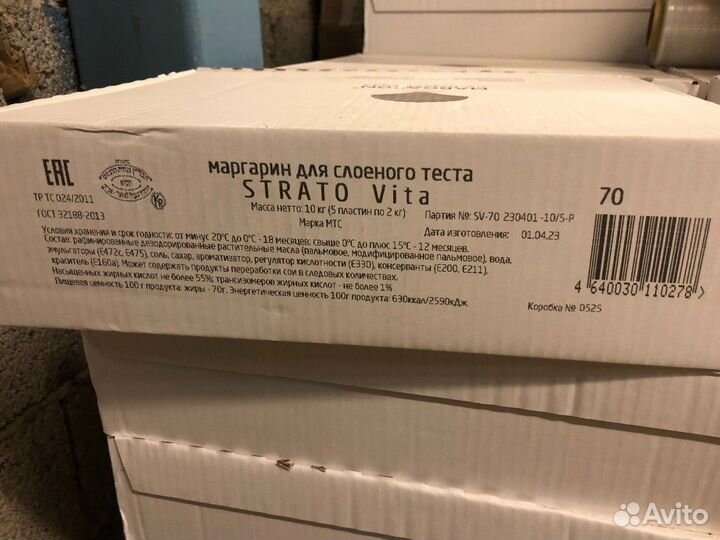 EAC
маргарин для слоеного теста
STRATO Vita
70
ТР ТС 024/2011
Масса нетто: 10 кг (5 пластин по 2 кг)
Партия №: SV-70 230401 -10/5-Р
ГОСТ 32188-2013
Марка МТС
Дата изготовления: 01.04.23
Условия хранения и срок годности: от минус 20°С до 0°С - 18 месяцев; свыше 0°С до плюс 15°С - 12 месяцев.
Состав: рафинированные дезодорированные растительные масла (пальмовое, модифицированное пальмовое), вода,
эмульгаторы (Е472с, Е475), соль, сахар, ароматизатор, регулятор кислотности (Е330), консерванты (Е200, Е211),
краситель (Е160а). Может содержать продукты переработки сои в следовых количествах.
Насыщенных жирных кислот не более 55% трансизомеров жирных кислот - не более 1%.
Пищевая ценность 100 г продукта: жиры - 70г. Энергетическая ценность 100г продукта: 630ккал/2590кДж.
4 640030 110278 >
Коробка № 0525
Avito